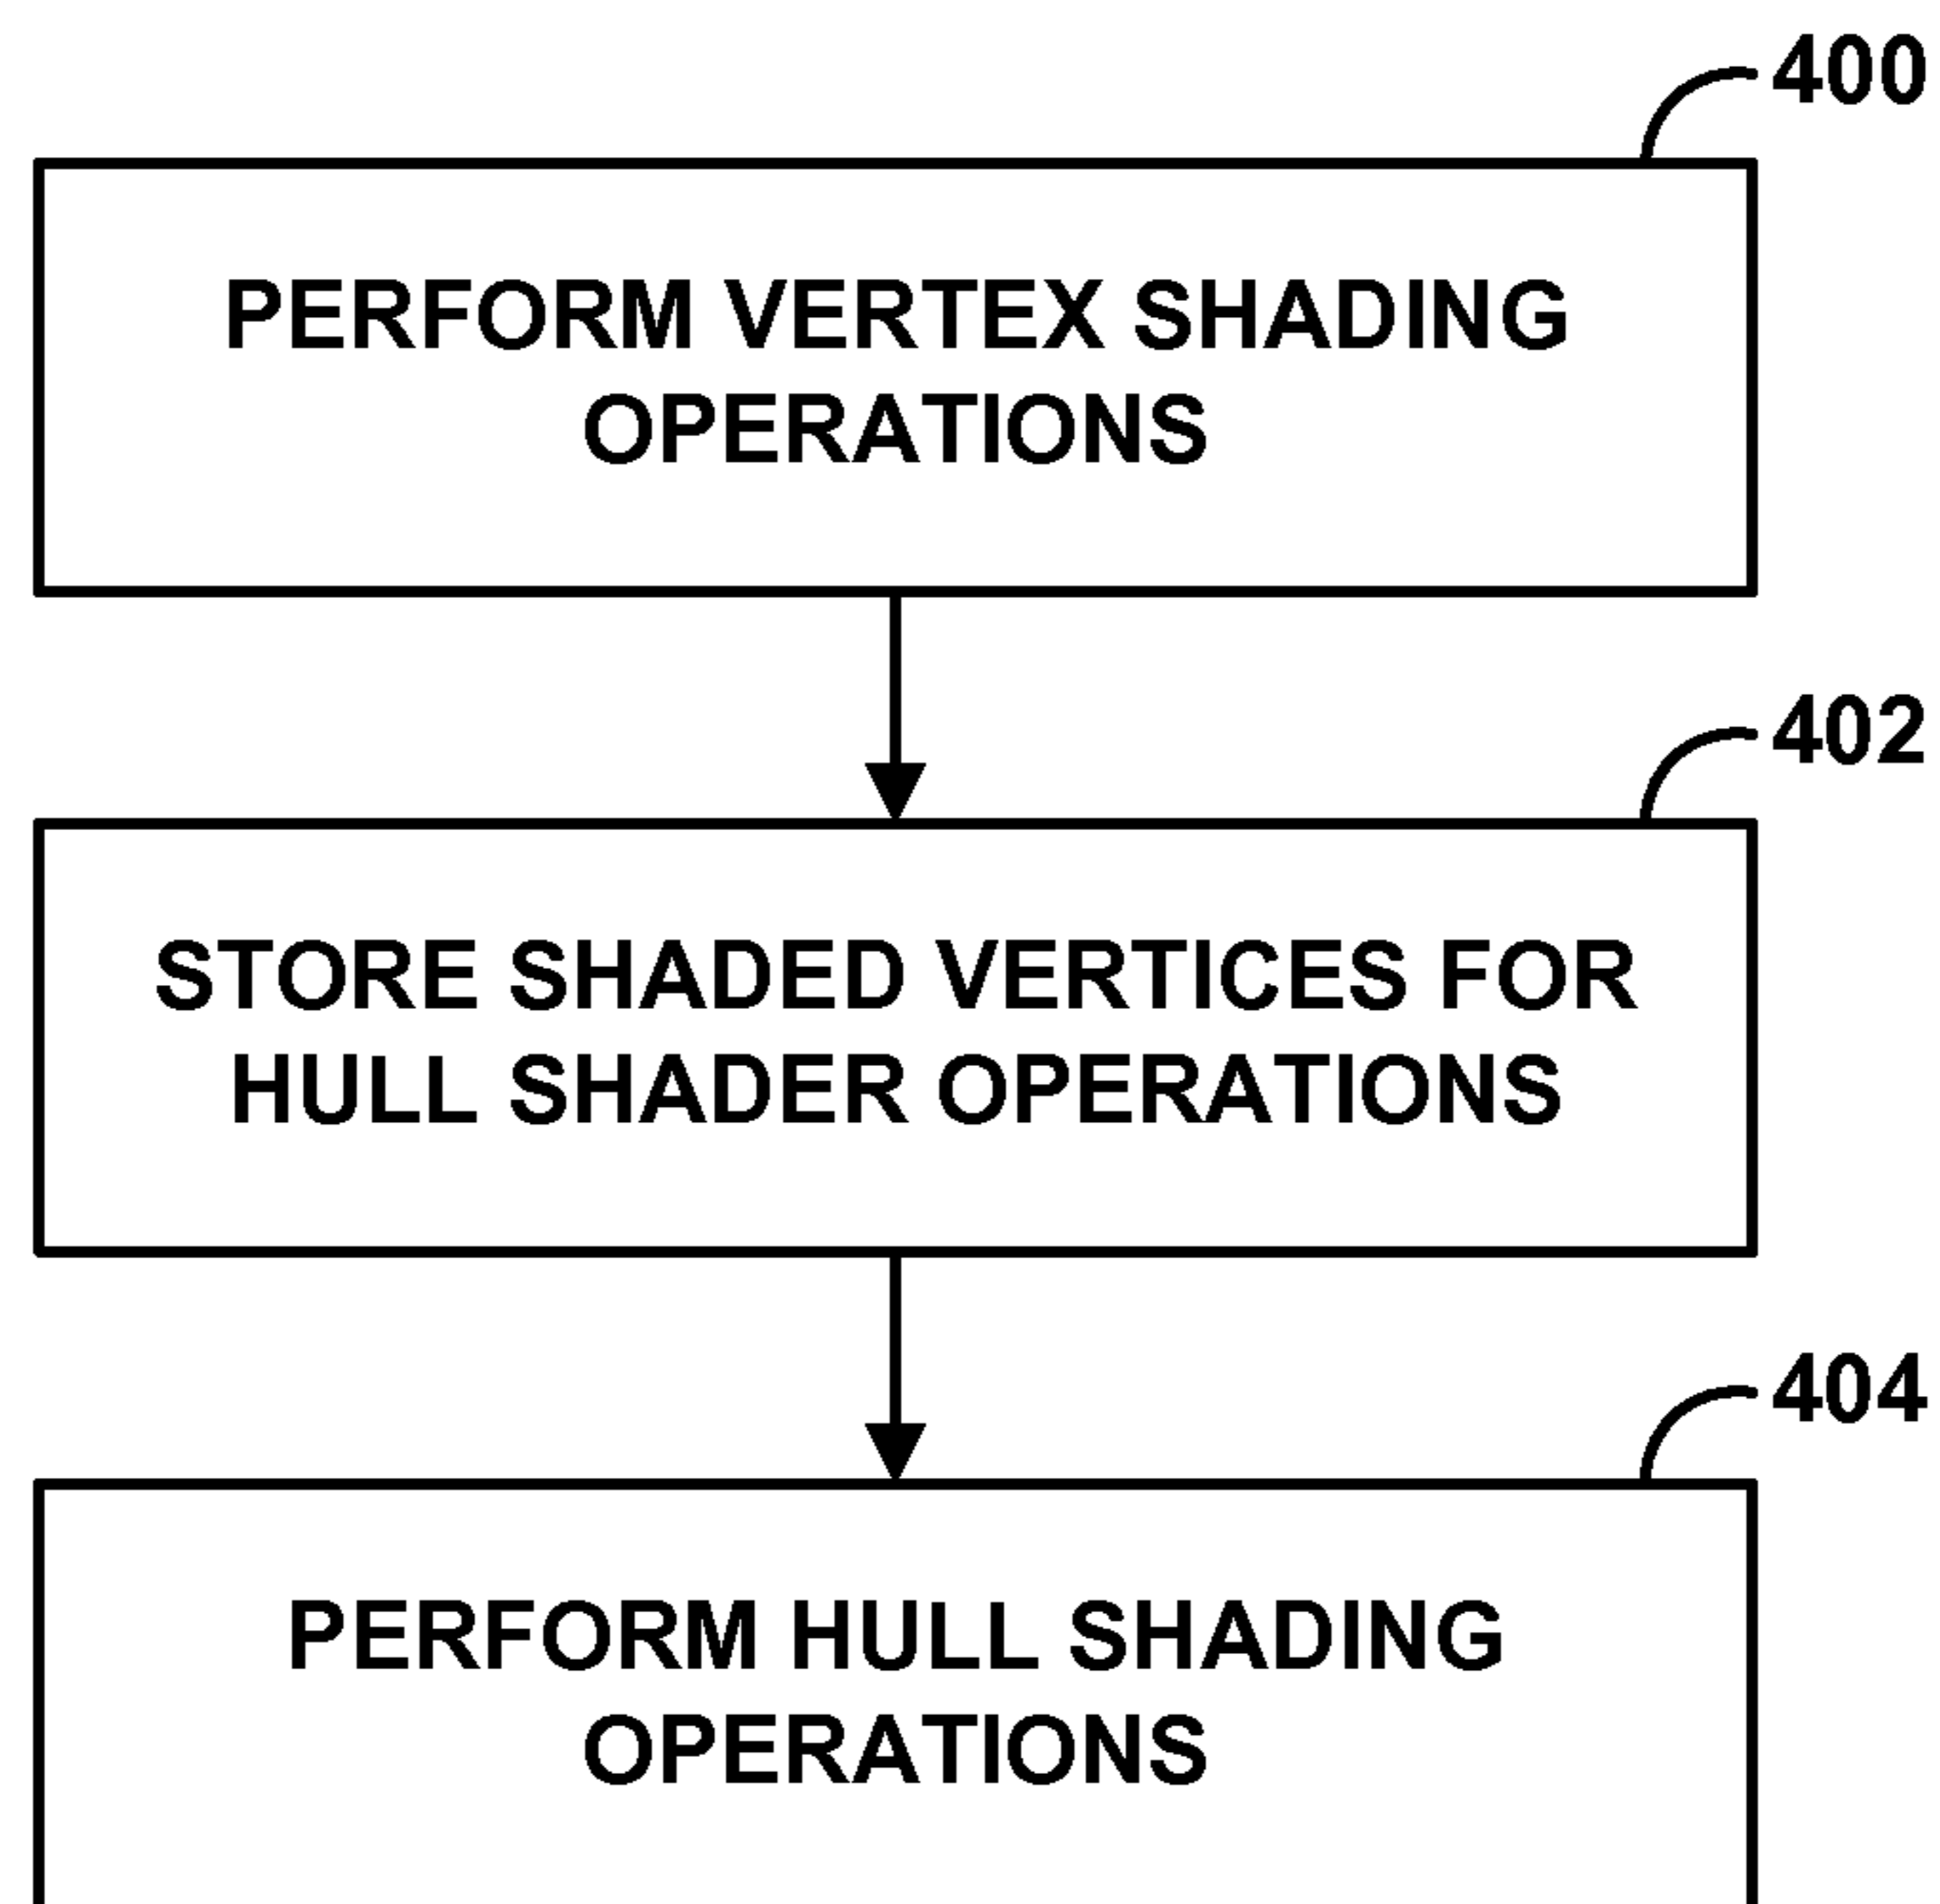 400
PERFORM VERTEX SHADING
OPERATIONS
402
STORE SHADED VERTICES FOR
HULL SHADER OPERATIONS
404
PERFORM HULL SHADING
OPERATIONS